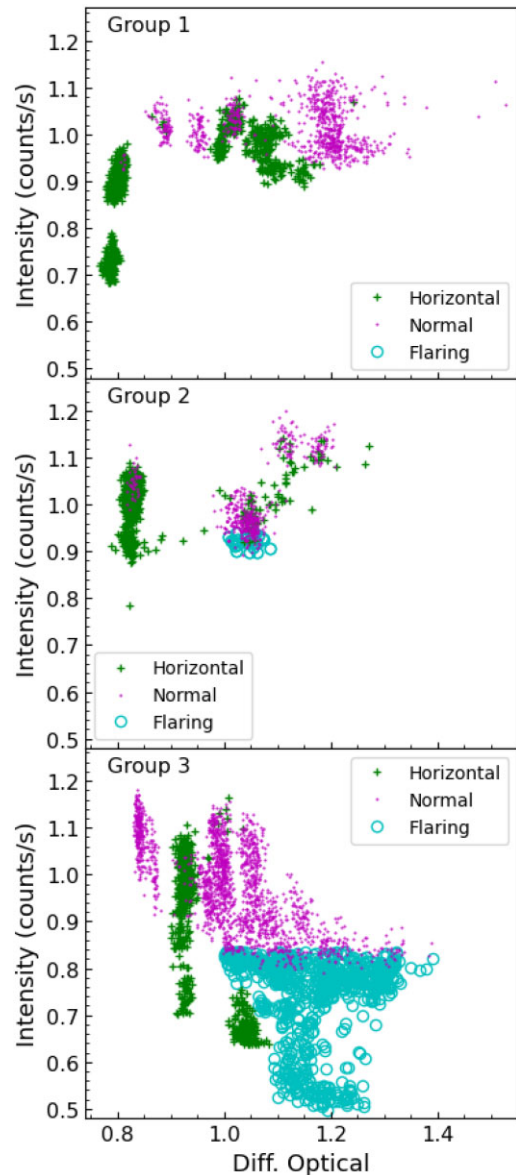 Group 1
1.2
1.1
1.0
0.9
0.8
0.7
0.6
0.5
Intensity (counts/s)
Horizontal
Normal
Flaring
Group 2
1.2
1.1
1.0
0.9
0.8
0.7
0.6
0.5
Intensity (counts/s)
Horizontal
Normal
Flaring
Group 3
1.2
1.1
1.0
0.9
0.8
0.7
0.6
0.5
Intensity (counts/s)
Horizontal
Normal
Flaring
0.8 1.0 1.2 1.4
Diff. Optical